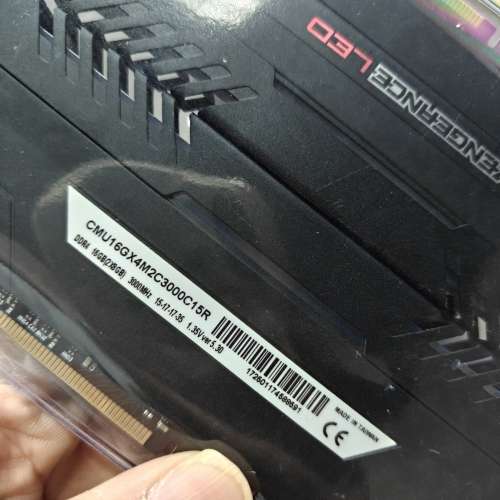 VENGEANCE LED
CMU16GX4M2C3000C15R
DDR4 16GB(2X8GB) 3000MHz 15-17-17-35 1.35V ver5.30
MADE IN TAIWAN
CE